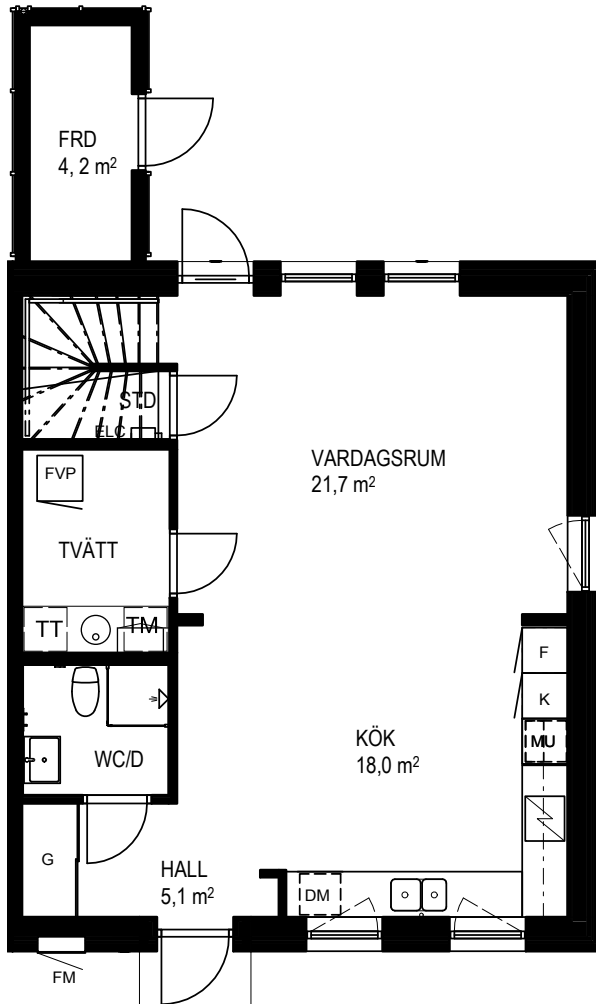 FRD
4, 2 m²
STD
ELC
FVP
VARDAGSRUM
21,7 m²
TVÄTT
TT
TM
F
K
MU
KÖK
18,0 m²
WC/D
G
HALL
5,1 m²
DM
FM